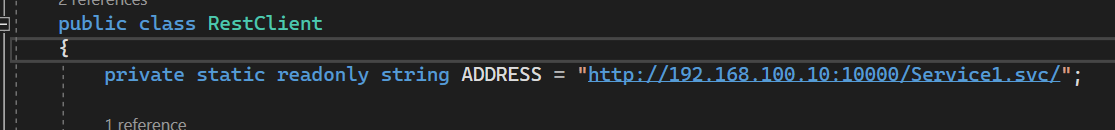 2 references
public class RestClient
{
private static readonly string ADDRESS = "http://192.168.100.10:10000/Service1.svc/";
1 reference